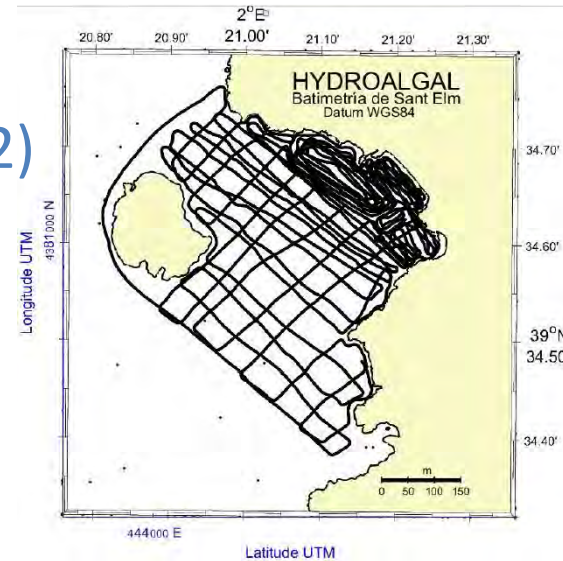 2)
2°E
20.80' 20.90' 21.00' 21.10' 21.20' 21.30'
HYDROALGAL
Batimetria de Sant Elm
Datum WGS84
34.70'
4381000 N
34.60'
Longitude UTM
39°N
34.50'
34.40'
m
0 50 100 150
444000 E
Latitude UTM